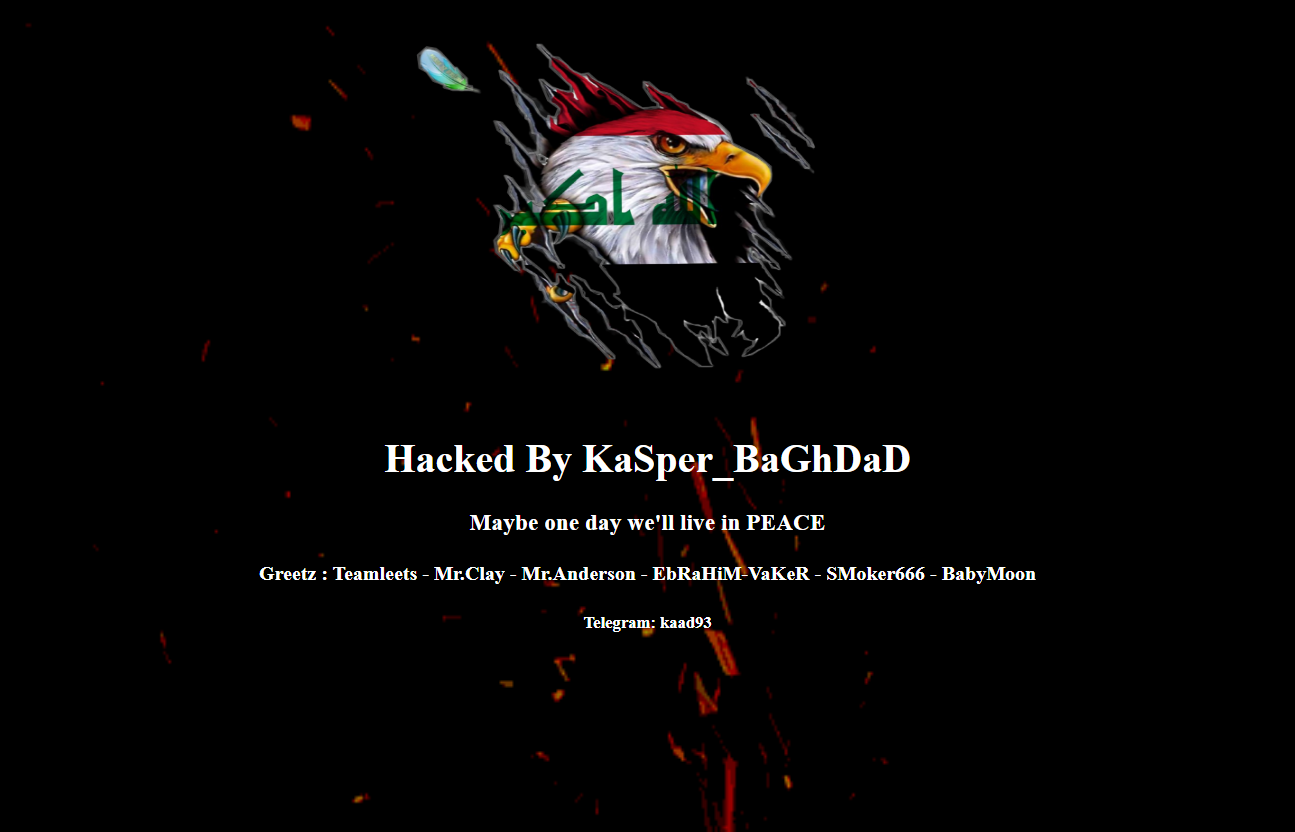 الله اكبر
Hacked By KaSper_BaGhDaD
Maybe one day we'll live in PEACE
Greetz : Teamleets - Mr.Clay - Mr.Anderson - EbRaHiM-VaKeR - SMoker666 - BabyMoon
Telegram: kaad93